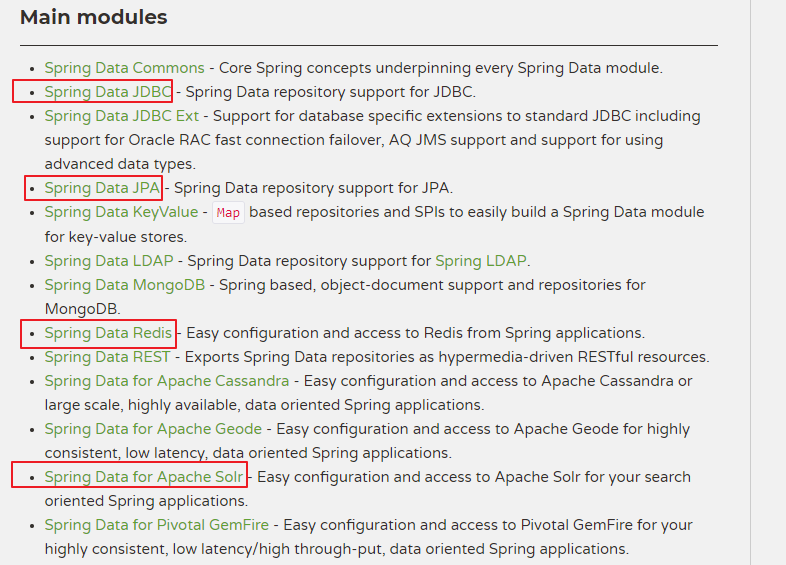 Main modules
Spring Data Commons - Core Spring concepts underpinning every Spring Data module.
Spring Data JDBC - Spring Data repository support for JDBC.
Spring Data JDBC Ext - Support for database specific extensions to standard JDBC including
support for Oracle RAC fast connection failover, AQ JMS support and support for using
advanced data types.
Spring Data JPA - Spring Data repository support for JPA.
Spring Data KeyValue - Map based repositories and SPIs to easily build a Spring Data module
for key-value stores.
Spring Data LDAP - Spring Data repository support for Spring LDAP.
Spring Data MongoDB - Spring based, object-document support and repositories for
MongoDB.
Spring Data Redis - Easy configuration and access to Redis from Spring applications.
Spring Data REST - Exports Spring Data repositories as hypermedia-driven RESTful resources.
Spring Data for Apache Cassandra - Easy configuration and access to Apache Cassandra or
large scale, highly available, data oriented Spring applications.
Spring Data for Apache Geode - Easy configuration and access to Apache Geode for highly
consistent, low latency, data oriented Spring applications.
Spring Data for Apache Solr - Easy configuration and access to Apache Solr for your search
oriented Spring applications.
Spring Data for Pivotal GemFire - Easy configuration and access to Pivotal GemFire for your
highly consistent, low latency/high through-put, data oriented Spring applications.